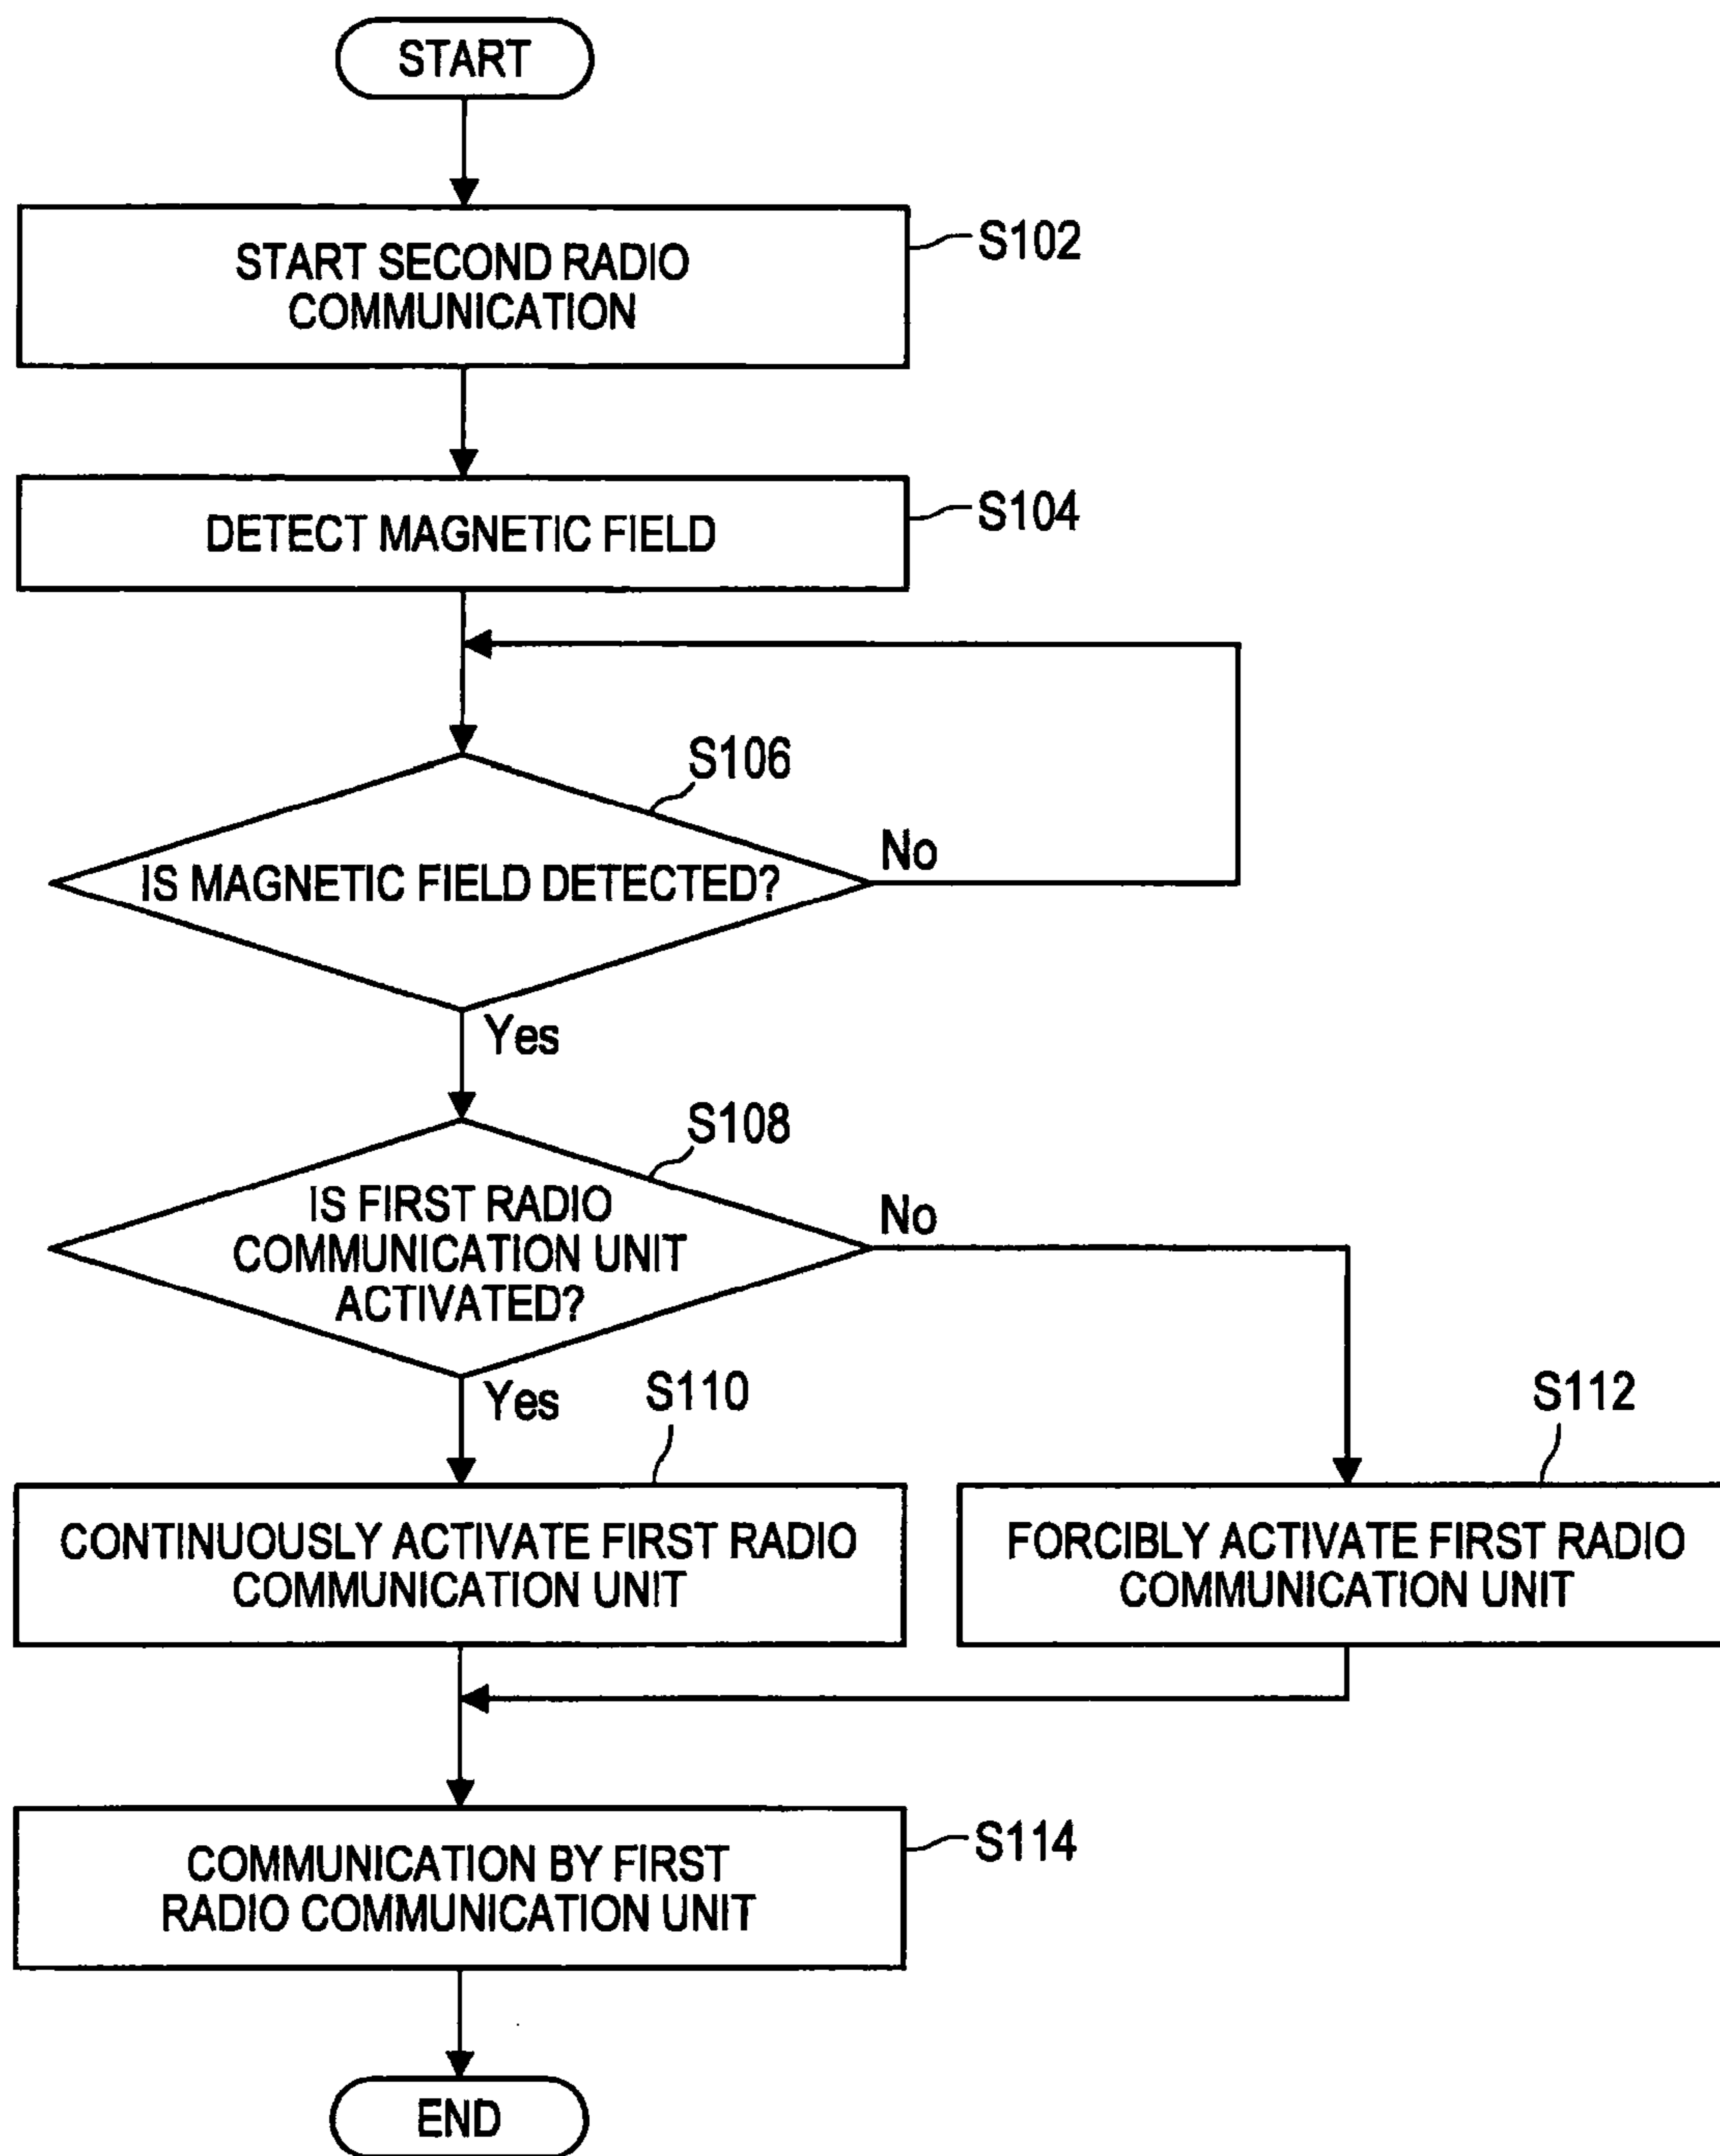 START
START SECOND RADIO
COMMUNICATION
S102
DETECT MAGNETIC FIELD
S104
S106
IS MAGNETIC FIELD DETECTED?
No
Yes
S108
IS FIRST RADIO
COMMUNICATION UNIT
ACTIVATED?
No
Yes
S110
CONTINUOUSLY ACTIVATE FIRST RADIO
COMMUNICATION UNIT
S112
FORCIBLY ACTIVATE FIRST RADIO
COMMUNICATION UNIT
COMMUNICATION BY FIRST
RADIO COMMUNICATION UNIT
S114
END